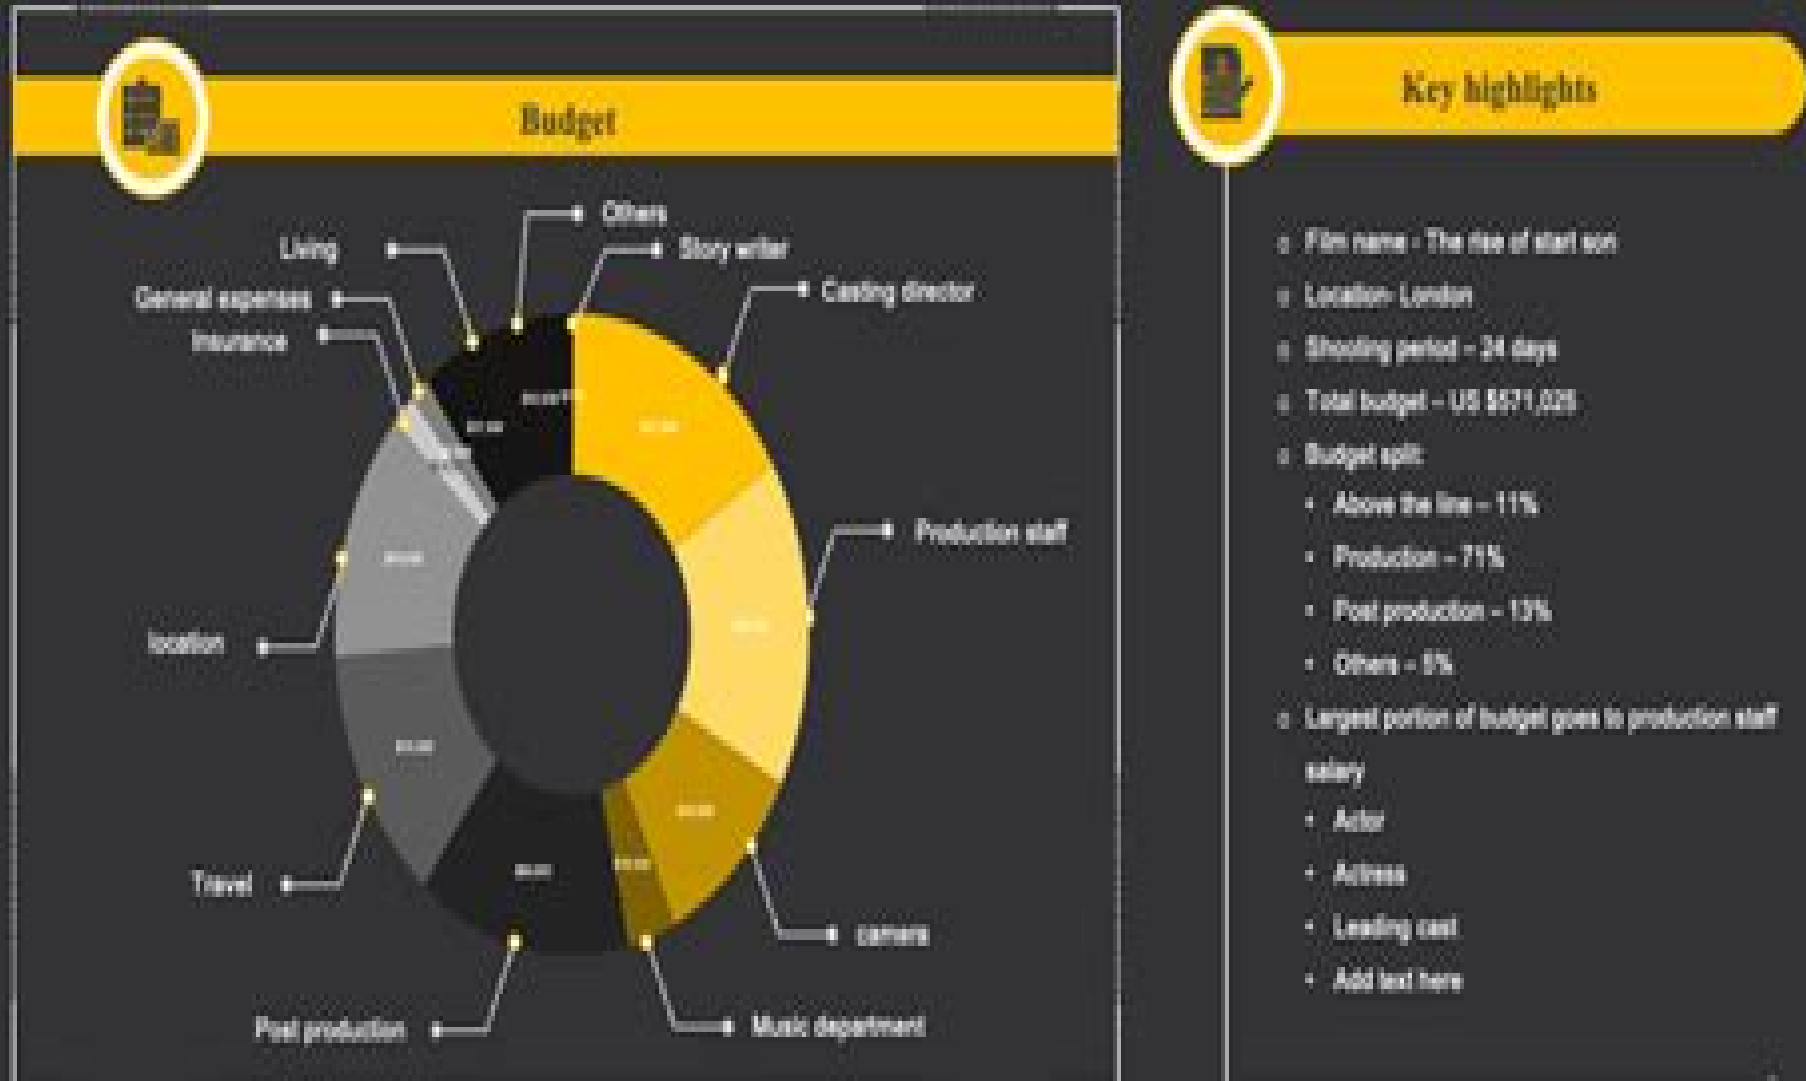 Budget
Others
Living
Story writer
General expenses
Casting director
Insurance
Production staff
location
Travel
camera
Post production
Music department
Key highlights
o Film name - The rise of start son
o Location- London
o Shooting period – 24 days
o Total budget – US $571,025
o Budget split:
• Above the line – 11%
• Production – 71%
• Post production – 13%
• Others – 5%
o Largest portion of budget goes to production staff
salary
• Actor
• Actress
• Leading cast
• Add text here